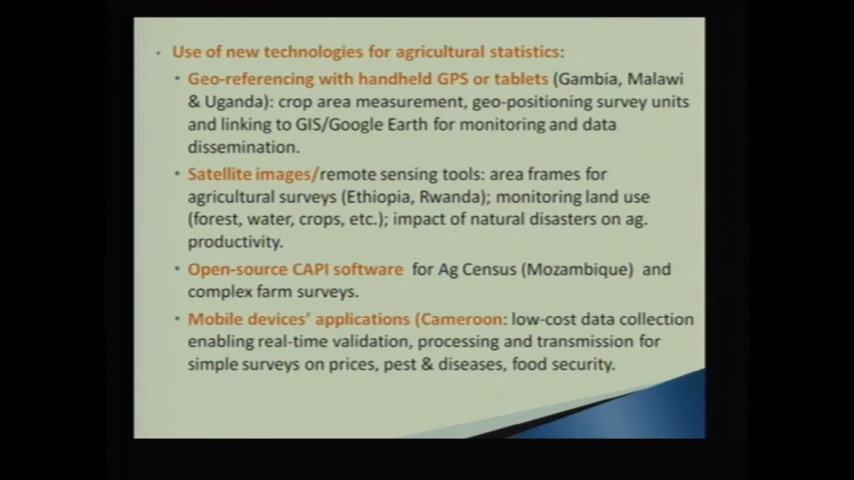 Use of new technologies for agricultural statistics:
• Geo-referencing with handheld GPS or tablets (Gambia, Malawi
& Uganda): crop area measurement, geo-positioning survey units
and linking to GIS/Google Earth for monitoring and data
dissemination.
• Satellite images/remote sensing tools: area frames for
agricultural surveys (Ethiopia, Rwanda); monitoring land use
(forest, water, crops, etc.); impact of natural disasters on ag.
productivity.
• Open-source CAPI software for Ag Census (Mozambique) and
complex farm surveys.
• Mobile devices' applications (Cameroon: low-cost data collection
enabling real-time validation, processing and transmission for
simple surveys on prices, pest & diseases, food security.